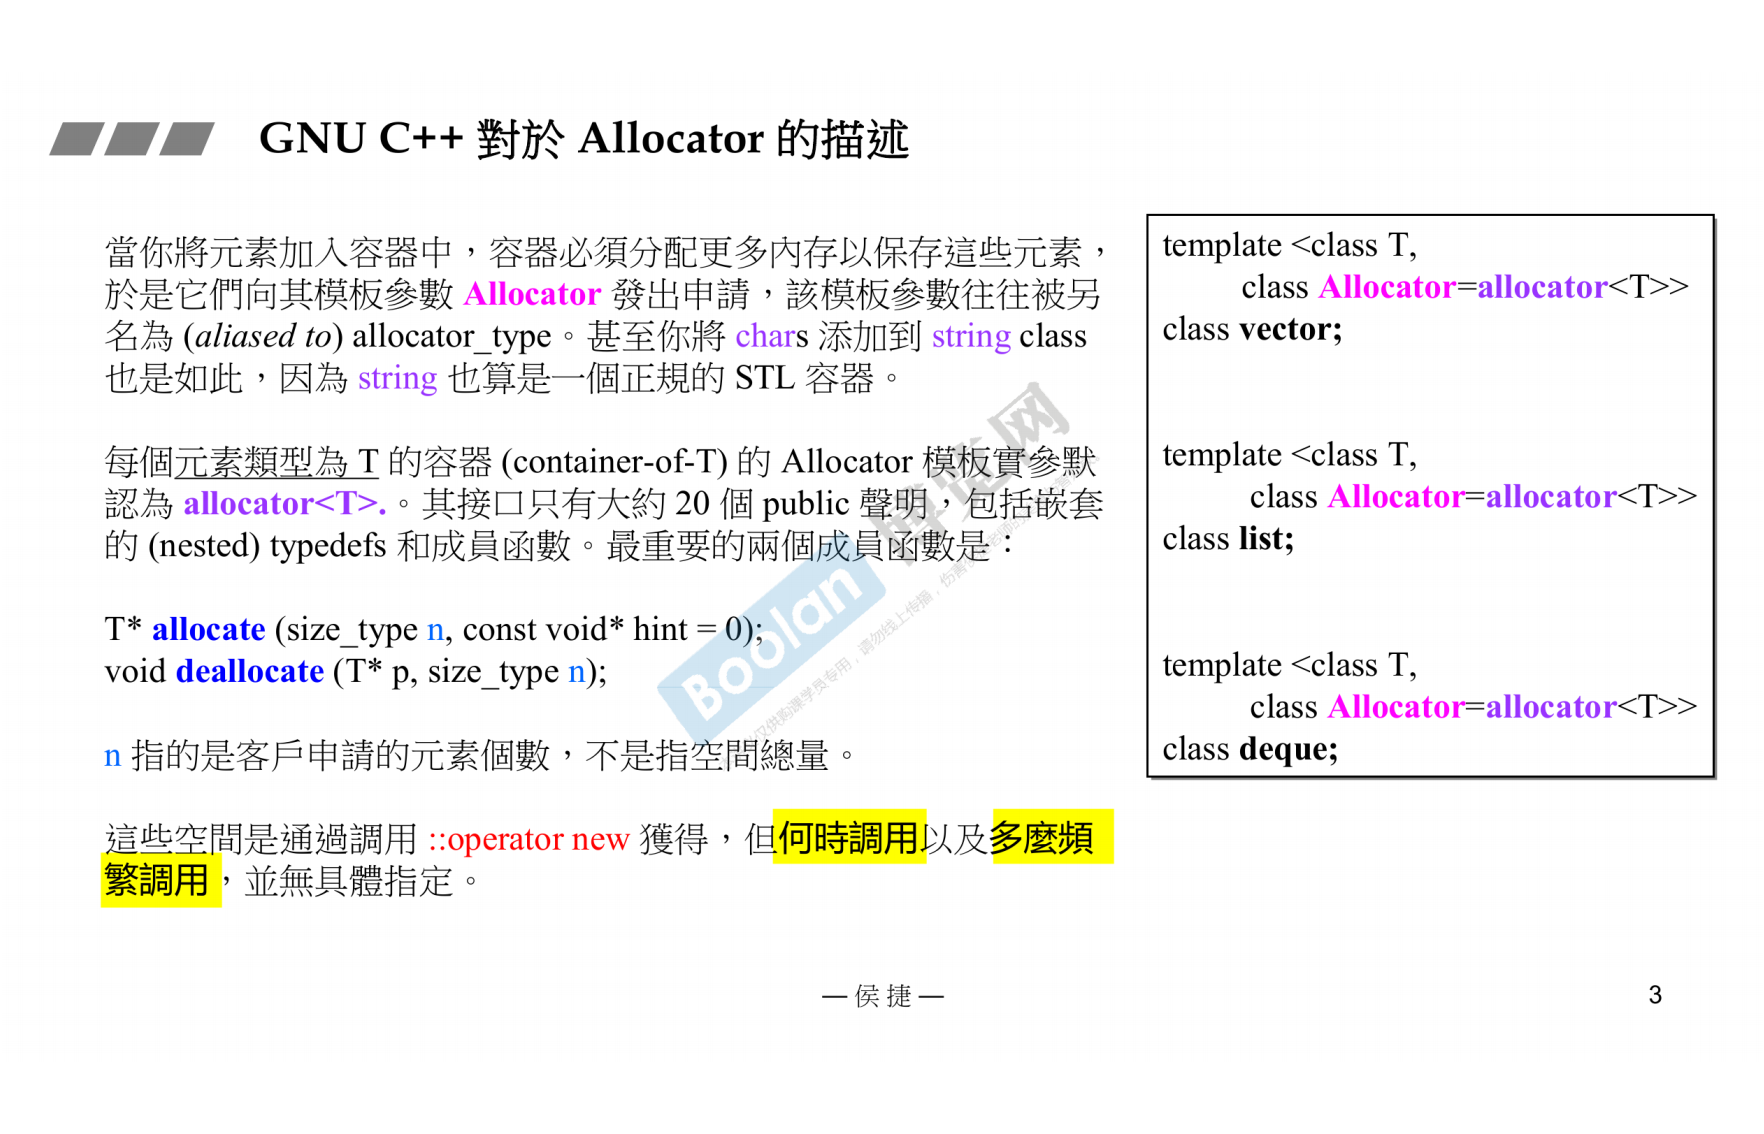 GNU C++ 對於 Allocator 的描述
當你將元素加入容器中，容器必須分配更多內存以保存這些元素，
於是它們向其模板參數 Allocator 發出申請，該模板參數往往被另
名為 (aliased to) allocator_type。甚至你將 chars 添加到 string class
也是如此，因為 string 也算是一個正規的 STL 容器。
每個元素類型為 T 的容器 (container-of-T) 的 Allocator 模板實參默
認為 allocator<T>.。其接口只有大約 20 個 public 聲明，包括嵌套
的 (nested) typedefs 和成員函數。最重要的兩個成員函數是：
T* allocate (size_type n, const void* hint = 0);
void deallocate (T* p, size_type n);
n 指的是客戶申請的元素個數，不是指空間總量。
這些空間是通過調用 ::operator new 獲得，但何時調用以及多麼頻
繁調用，並無具體指定。
template <class T,
class Allocator=allocator<T>>
class vector;
template <class T,
class Allocator=allocator<T>>
class list;
template <class T,
class Allocator=allocator<T>>
class deque;
Boolan 博览网
— 侯 捷 —
3